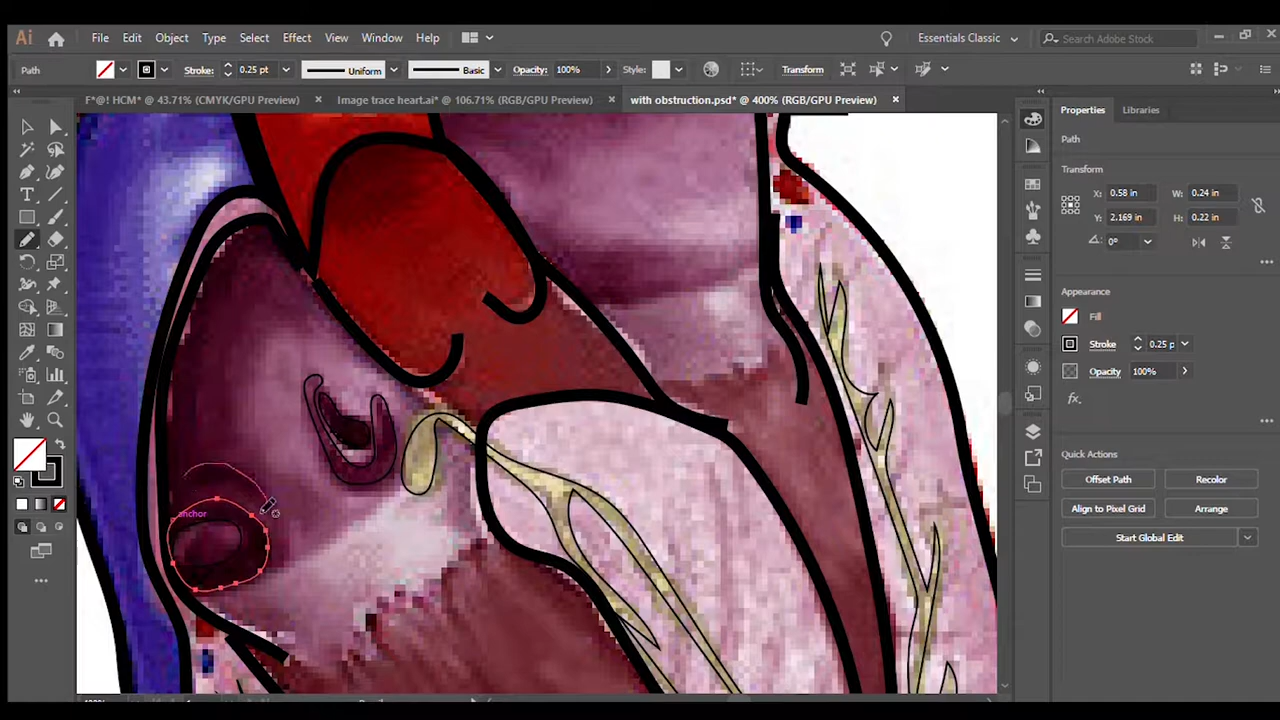 Ai File Edit Object Type Select Effect View Window Help Essentials Classic Search Adobe Stock
Path Stroke: 0.25 pt Uniform Basic Opacity: 100% Style: Transform
F*@! HCM* @ 43.71% (CMYK/GPU Preview) Image trace heart.ai* @ 106.71% (RGB/GPU Preview) with obstruction.psd* @ 400% (RGB/GPU Preview)
Properties Libraries
Path
Transform
X: 0.58 in W: 0.24 in
Y: 2.169 in H: 0.22 in
0°
Appearance
Fill
Stroke 0.25 p
Opacity 100%
fx.
Quick Actions
Offset Path Recolor
Align to Pixel Grid Arrange
Start Global Edit
anchor